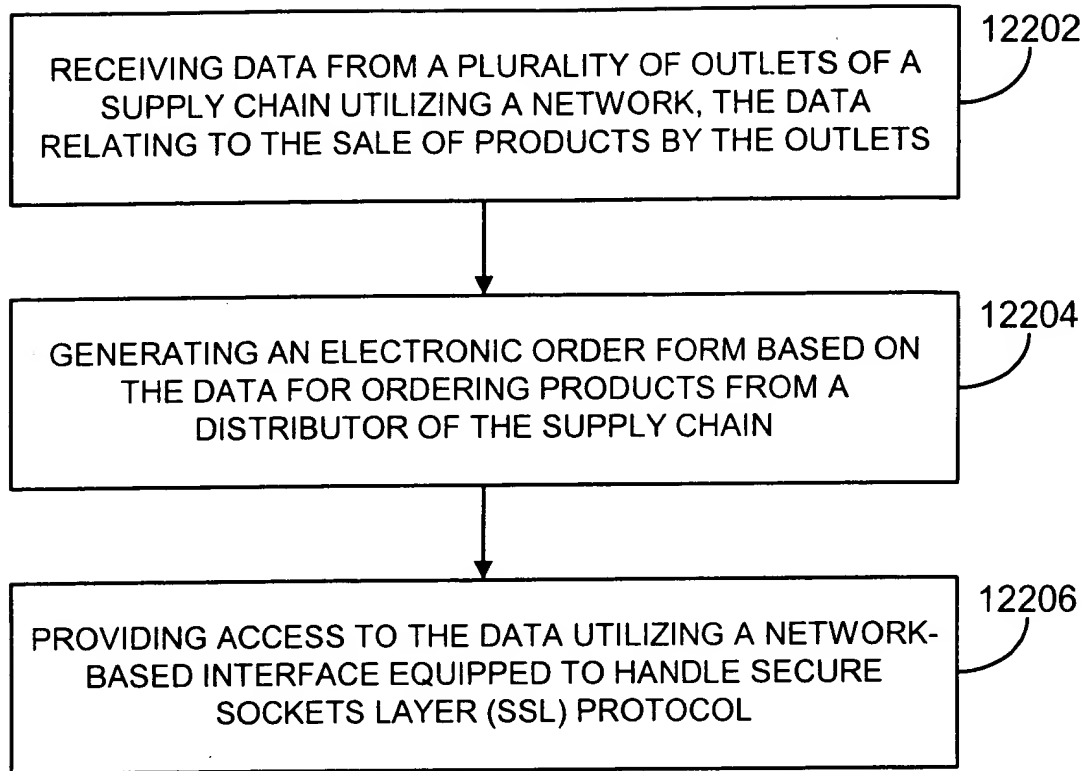 12202
RECEIVING DATA FROM A PLURALITY OF OUTLETS OF A
SUPPLY CHAIN UTILIZING A NETWORK, THE DATA
RELATING TO THE SALE OF PRODUCTS BY THE OUTLETS
12204
GENERATING AN ELECTRONIC ORDER FORM BASED ON
THE DATA FOR ORDERING PRODUCTS FROM A
DISTRIBUTOR OF THE SUPPLY CHAIN
12206
PROVIDING ACCESS TO THE DATA UTILIZING A NETWORK-
BASED INTERFACE EQUIPPED TO HANDLE SECURE
SOCKETS LAYER (SSL) PROTOCOL